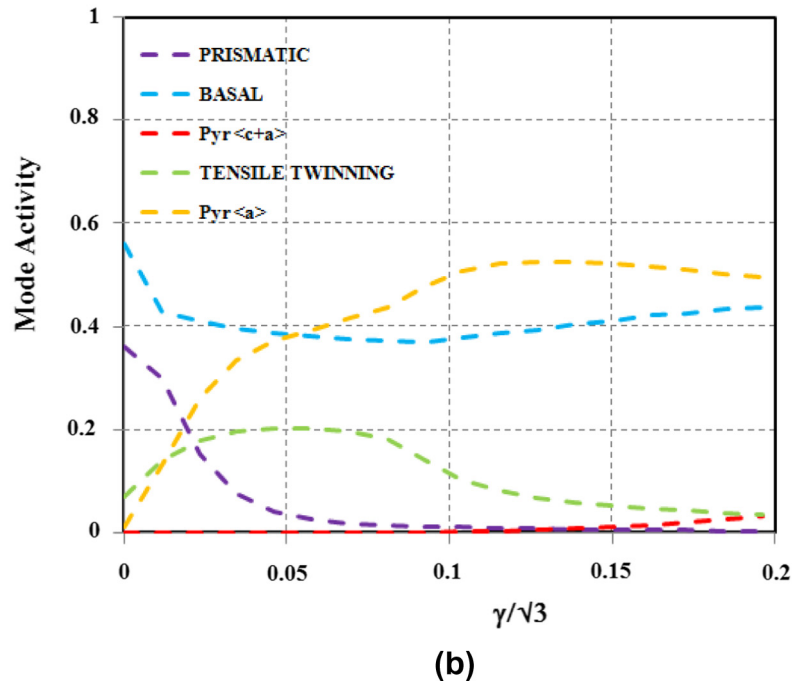 1
PRISMATIC
BASAL
0.8
Pyr <c+a>
TENSILE TWINNING
Pyr <a>
0.6
Mode Activity
0.4
0.2
0
0 0.05 0.1 0.15 0.2
γ/√3
(b)